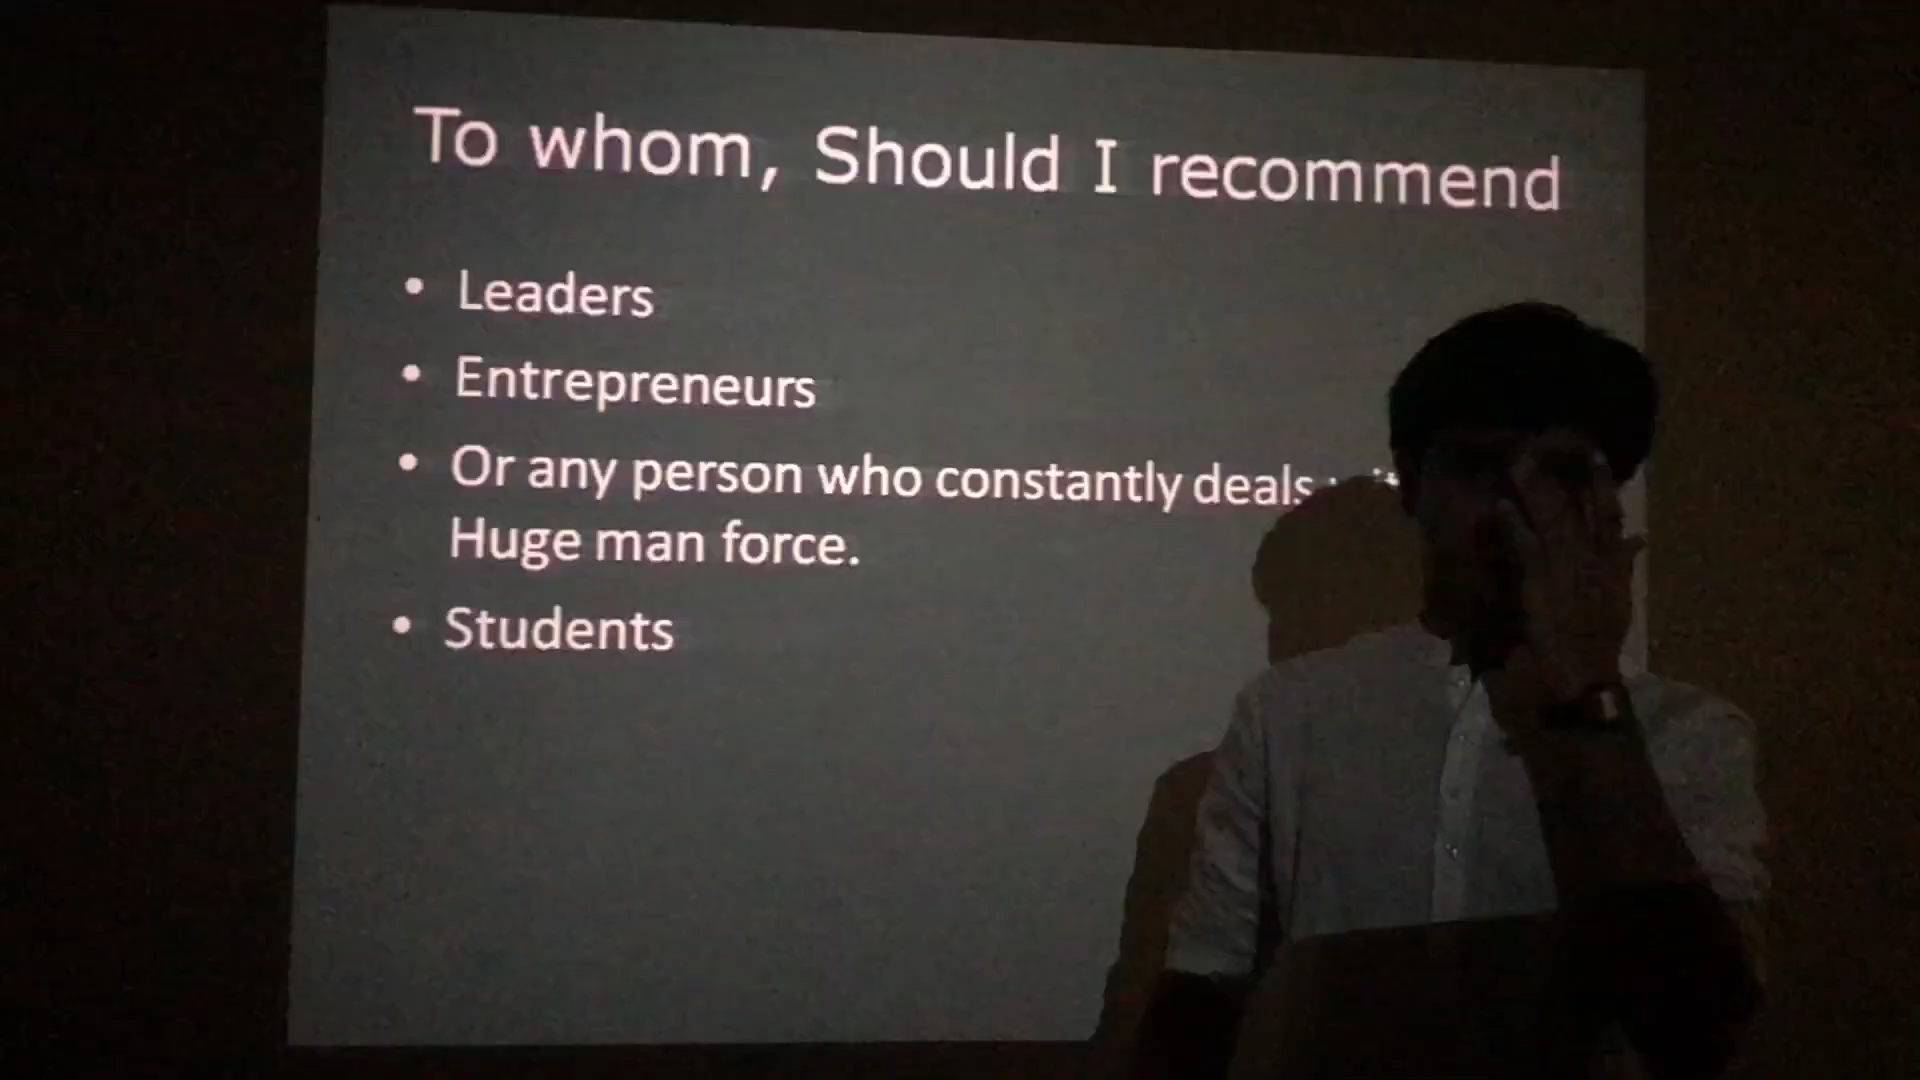 To whom, Should I recommend
• Leaders
• Entrepreneurs
• Or any person who constantly deals
Huge man force.
• Students